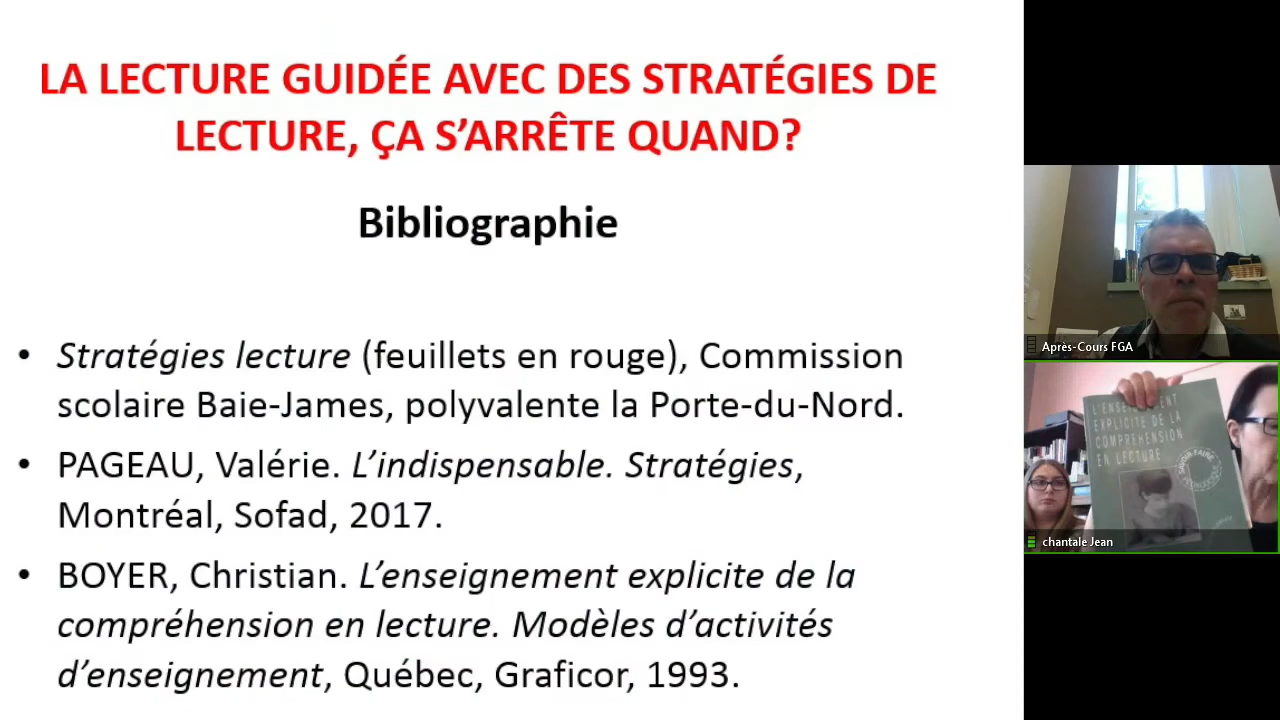 LA LECTURE GUIDÉE AVEC DES STRATÉGIES DE
LECTURE, ÇA S’ARRÊTE QUAND?
Bibliographie
• Stratégies lecture (feuillets en rouge), Commission
scolaire Baie-James, polyvalente la Porte-du-Nord.
• PAGEAU, Valérie. L’indispensable. Stratégies,
Montréal, Sofad, 2017.
• BOYER, Christian. L’enseignement explicite de la
compréhension en lecture. Modèles d’activités
d’enseignement, Québec, Graficor, 1993.
Après-Cours FGA
L'ENSEIGNEMENT
EXPLICITE DE LA
COMPRÉHENSION
EN LECTURE
SAVOIR FAIRE
chantale Jean